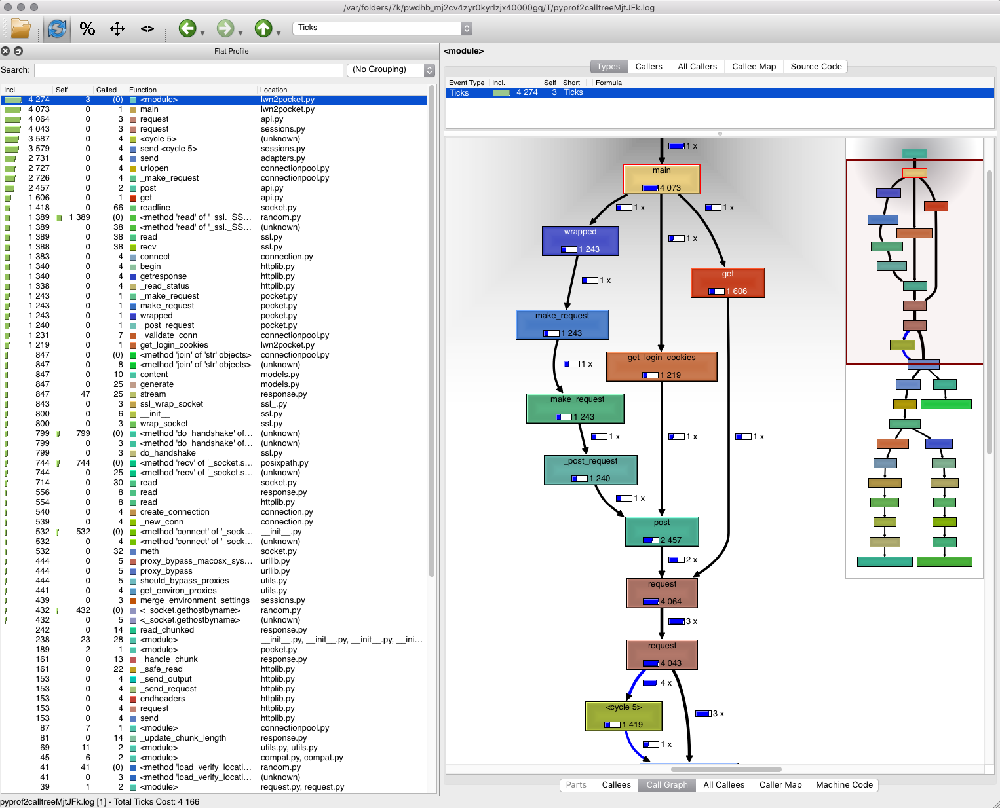 /var/folders/7k/pwdhb_mj2cv4zyr0kyrlzjx40000gq/T/pyprof2calltreeMjtJFk.log
% <> Ticks
Flat Profile
Search: (No Grouping)
Incl. Self Called Function Location
4 274 3 (0) <module> lwn2pocket.py
4 073 0 1 main lwn2pocket.py
4 064 0 3 request api.py
4 043 0 3 request sessions.py
3 587 0 4 <cycle 5> (unknown)
3 579 0 4 send <cycle 5> sessions.py
2 731 0 4 send adapters.py
2 727 0 4 urlopen connectionpool.py
2 726 0 4 _make_request connectionpool.py
2 457 0 2 post api.py
1 606 0 1 get api.py
1 418 0 66 readline socket.py
1 389 1 389 (0) <method 'read' of '_ssl._SS... random.py
1 389 0 38 <method 'read' of '_ssl._SS... (unknown)
1 389 0 38 read ssl.py
1 388 0 38 recv ssl.py
1 383 0 4 connect connection.py
1 340 0 4 begin httplib.py
1 340 0 4 getresponse httplib.py
1 338 0 4 _read_status httplib.py
1 243 0 1 _make_request pocket.py
1 243 0 1 make_request pocket.py
1 243 0 1 wrapped pocket.py
1 240 0 1 _post_request pocket.py
1 231 0 7 _validate_conn connectionpool.py
1 219 0 1 get_login_cookies lwn2pocket.py
847 0 (0) <method 'join' of 'str' objects> connectionpool.py
847 0 8 <method 'join' of 'str' objects> (unknown)
847 0 10 content models.py
847 0 25 generate models.py
847 47 25 stream response.py
843 0 3 ssl_wrap_socket ssl_.py
800 0 6 __init__ ssl.py
800 0 3 wrap_socket ssl.py
799 799 (0) <method 'do_handshake' of... (unknown)
799 0 3 <method 'do_handshake' of... (unknown)
799 0 3 do_handshake ssl.py
744 744 (0) <method 'recv' of '_socket.s... posixpath.py
744 0 25 <method 'recv' of '_socket.s... (unknown)
714 0 30 read socket.py
556 0 8 read response.py
554 0 8 read httplib.py
540 0 4 create_connection connection.py
539 0 4 _new_conn connection.py
532 532 (0) <method 'connect' of '_sock... __init__.py
532 0 4 <method 'connect' of '_sock... (unknown)
532 0 32 meth socket.py
444 0 5 proxy_bypass_macosx_sys... urllib.py
444 0 5 proxy_bypass urllib.py
444 0 5 should_bypass_proxies utils.py
441 0 4 get_environ_proxies utils.py
439 0 3 merge_environment_settings sessions.py
432 432 (0) <_socket.gethostbyname> random.py
432 0 5 <_socket.gethostbyname> (unknown)
242 0 14 read_chunked response.py
238 23 28 <module> __init__.py, __init__.py, __init__.py, __ini...
189 2 1 <module> pocket.py
161 0 13 _handle_chunk response.py
161 0 22 _safe_read httplib.py
153 0 4 _send_output httplib.py
153 0 4 _send_request httplib.py
153 0 4 endheaders httplib.py
153 0 4 request httplib.py
153 0 4 send httplib.py
87 7 1 <module> connectionpool.py
81 0 14 _update_chunk_length response.py
69 11 2 <module> utils.py, utils.py
45 6 2 <module> compat.py, compat.py
41 41 (0) <method 'load_verify_locati... random.py
41 0 3 <method 'load_verify_locati... (unknown)
39 1 2 <module> request.py, request.py
pyprof2calltreeMjtJFk.log [1] - Total Ticks Cost: 4 166
<module>
Types Callers All Callers Callee Map Source Code
Event Type Incl. Self Short Formula
Ticks 4 274 3 Ticks
1 x
main
4 073
1 x 1 x
wrapped
1 243
1 x
get
1 606
1 x
make_request
1 243
get_login_cookies
1 219
1 x
_make_request
1 243
1 x 1 x 1 x
_post_request
1 240
1 x
post
2 457
2 x
request
4 064
3 x
request
4 043
4 x
<cycle 5>
1 419
3 x
1 x
Parts Callees Call Graph All Callees Caller Map Machine Code